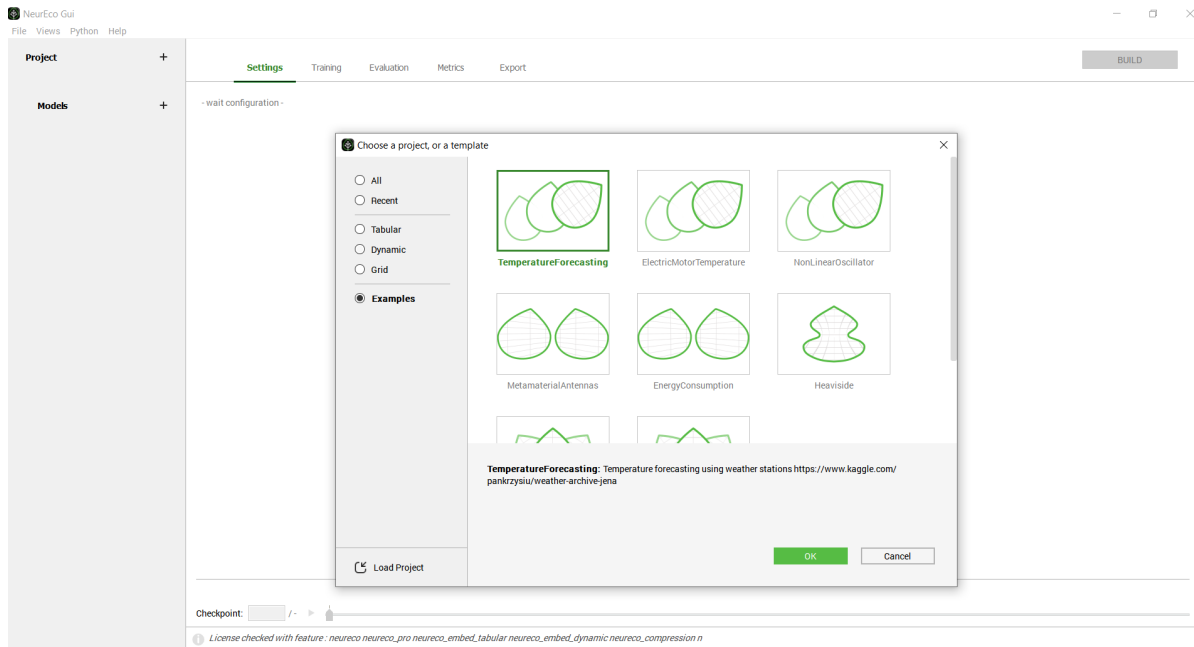 NeurEco Gui
File Views Python Help
Project +
Models +
Settings Training Evaluation Metrics Export
BUILD
- wait configuration -
Choose a project, or a template
All
Recent
Tabular
Dynamic
Grid
Examples
Load Project
TemperatureForecasting ElectricMotorTemperature NonLinearOscillator
MetamaterialAntennas EnergyConsumption Heaviside
TemperatureForecasting: Temperature forecasting using weather stations https://www.kaggle.com/
pankrzysiu/weather-archive-jena
OK Cancel
Checkpoint: / -
License checked with feature : neureco neureco_pro neureco_embed_tabular neureco_embed_dynamic neureco_compression n